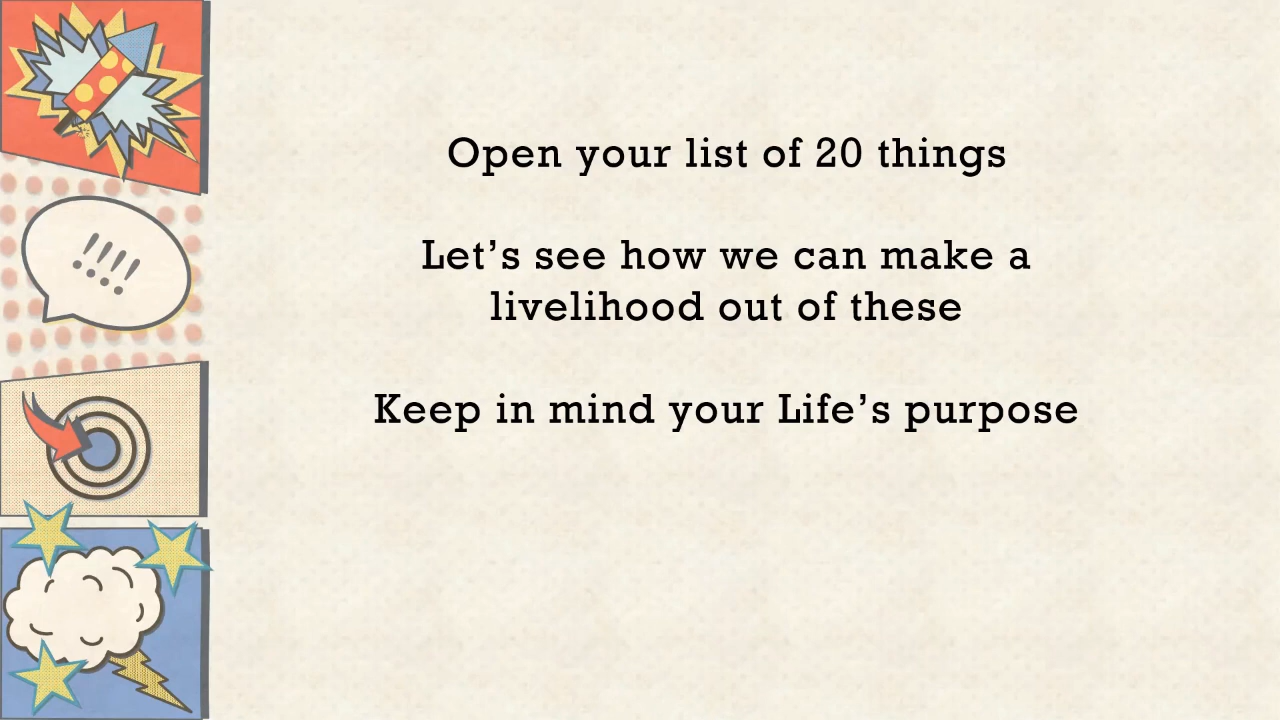 !!!!
Open your list of 20 things
Let’s see how we can make a
livelihood out of these
Keep in mind your Life’s purpose